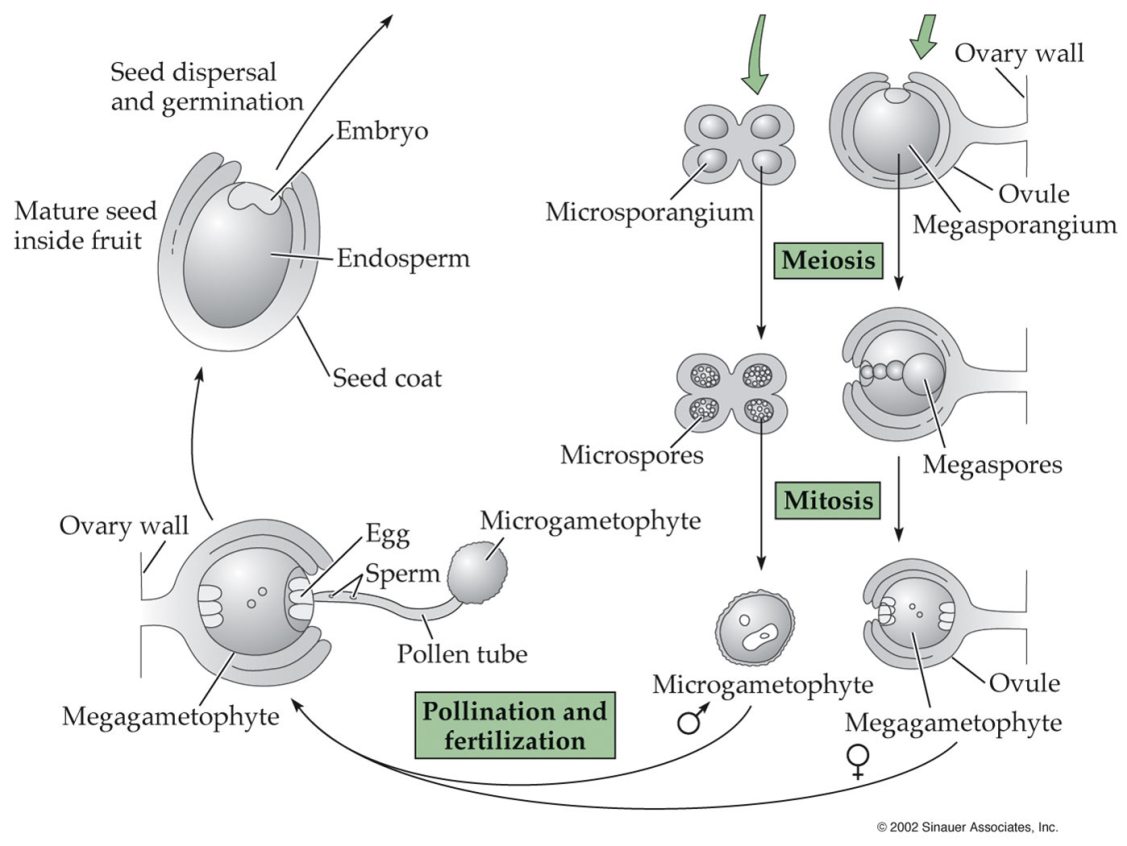 Seed dispersal
and germination
Embryo
Mature seed
inside fruit
Endosperm
Seed coat
Ovary wall
Microsporangium
Ovule
Megasporangium
Meiosis
Microspores
Megaspores
Mitosis
Ovary wall
Egg
Sperm
Microgametophyte
Pollen tube
Megagametophyte
Pollination and
fertilization
Microgametophyte
♂
Ovule
Megagametophyte
♀
© 2002 Sinauer Associates, Inc.